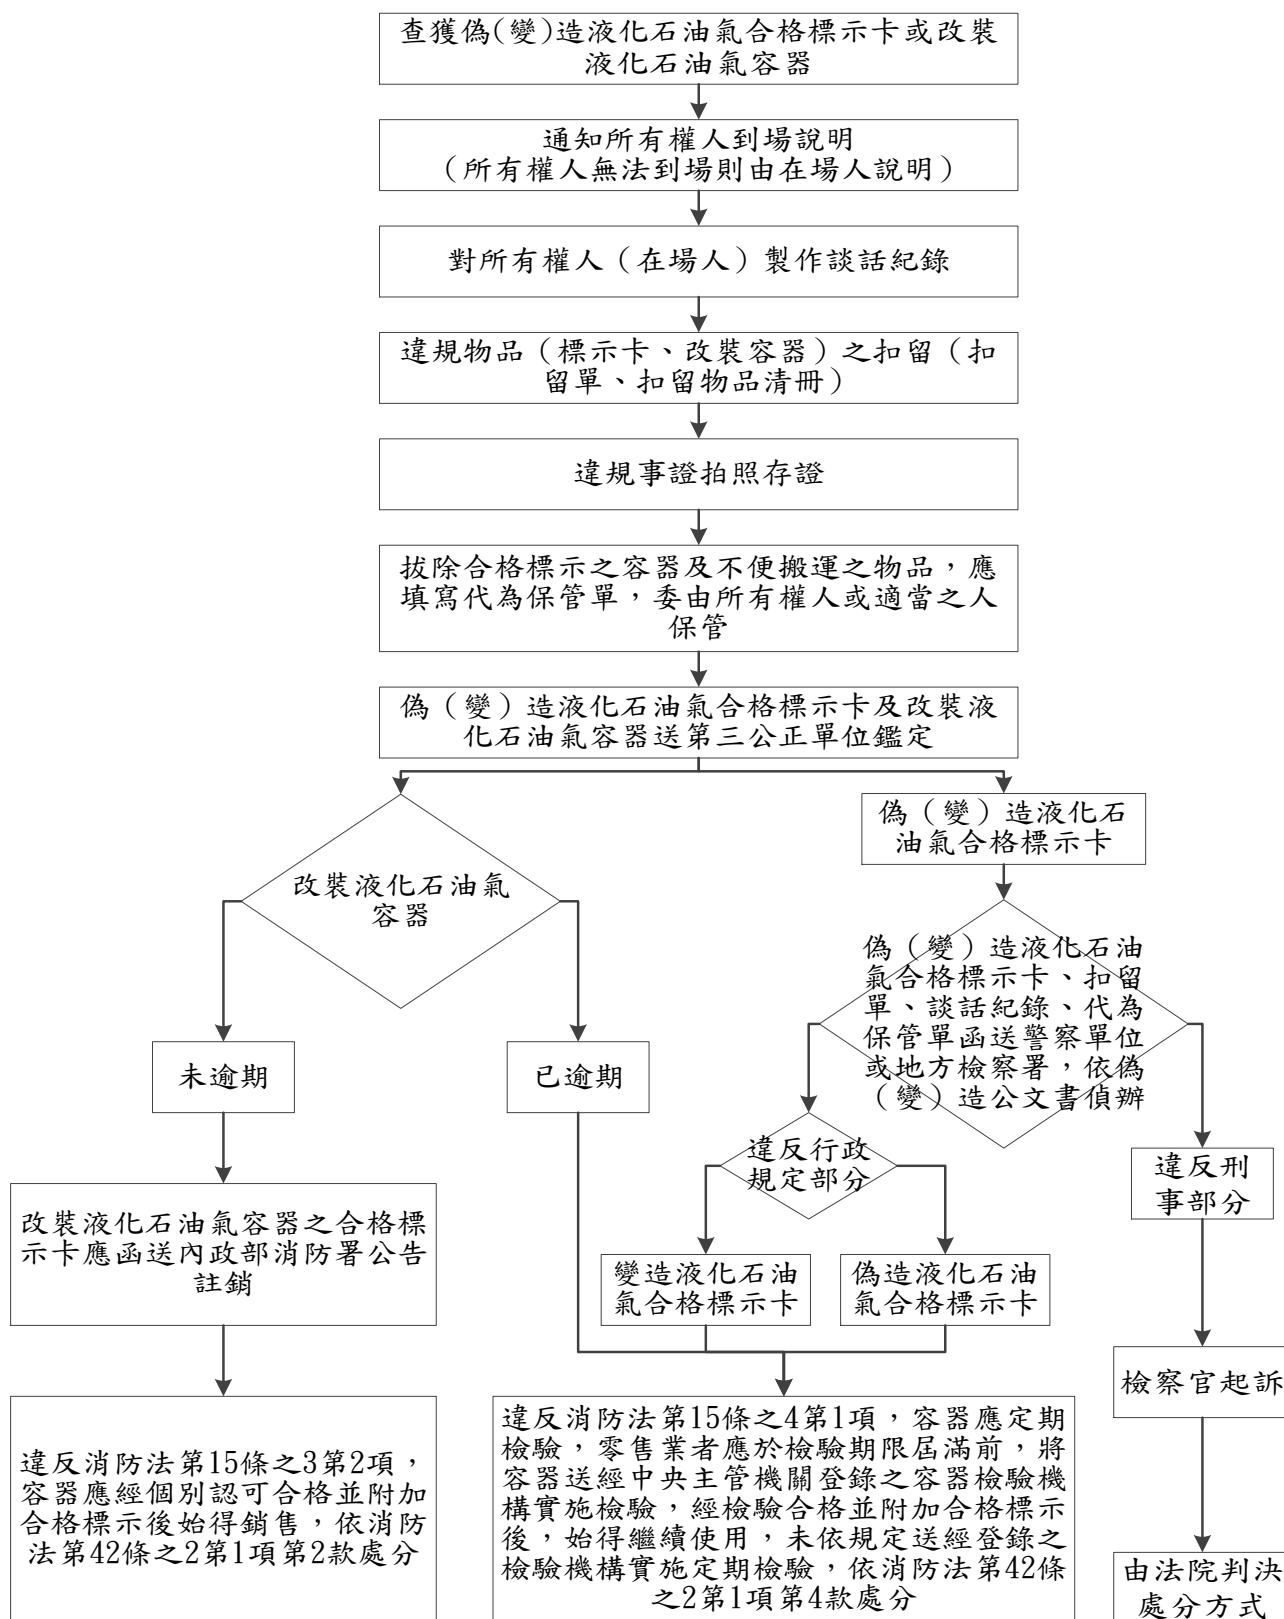 查獲偽(變)造液化石油氣合格標示卡或改裝
液化石油氣容器
通知所有權人到場說明
（所有權人無法到場則由在場人說明）
對所有權人（在場人）製作談話紀錄
違規物品（標示卡、改裝容器）之扣留（扣
留單、扣留物品清冊）
違規事證拍照存證
拔除合格標示之容器及不便搬運之物品，應
填寫代為保管單，委由所有權人或適當之人
保管
偽（變）造液化石油氣合格標示卡及改裝液
化石油氣容器送第三公正單位鑑定
改裝液化石油氣
容器
未逾期
已逾期
改裝液化石油氣容器之合格標
示卡應函送內政部消防署公告
註銷
違反消防法第15條之3第2項，
容器應經個別認可合格並附加
合格標示後始得銷售，依消防
法第42條之2第1項第2款處分
偽（變）造液化石
油氣合格標示卡
偽（變）造液化石油
氣合格標示卡、扣留
單、談話紀錄、代為
保管單函送警察單位
或地方檢察署，依偽
（變）造公文書偵辦
違反行政
規定部分
變造液化石油
氣合格標示卡
偽造液化石油
氣合格標示卡
違反消防法第15條之4第1項，容器應定期
檢驗，零售業者應於檢驗期限屆滿前，將
容器送經中央主管機關登錄之容器檢驗機
構實施檢驗，經檢驗合格並附加合格標示
後，始得繼續使用，未依規定送經登錄之
檢驗機構實施定期檢驗，依消防法第42條
之2第1項第4款處分
違反刑
事部分
檢察官起訴
由法院判決
處分方式